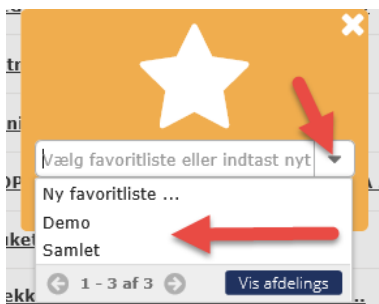 Vælg favoritliste eller indtast nyt
Ny favoritliste ...
Demo
Samlet
1 - 3 af 3
Vis afdelings